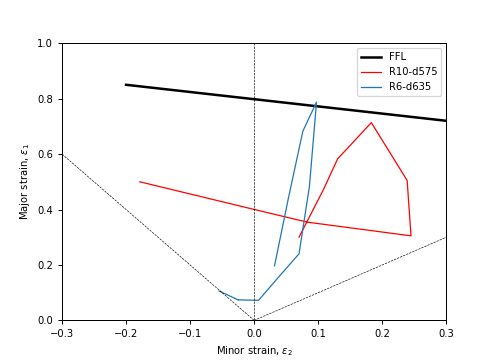 1.0
0.8
0.6
0.4
0.2
0.0
Major strain, ε₁
FFL
R10-d575
R6-d635
−0.3 −0.2 −0.1 0.0 0.1 0.2 0.3
Minor strain, ε₂